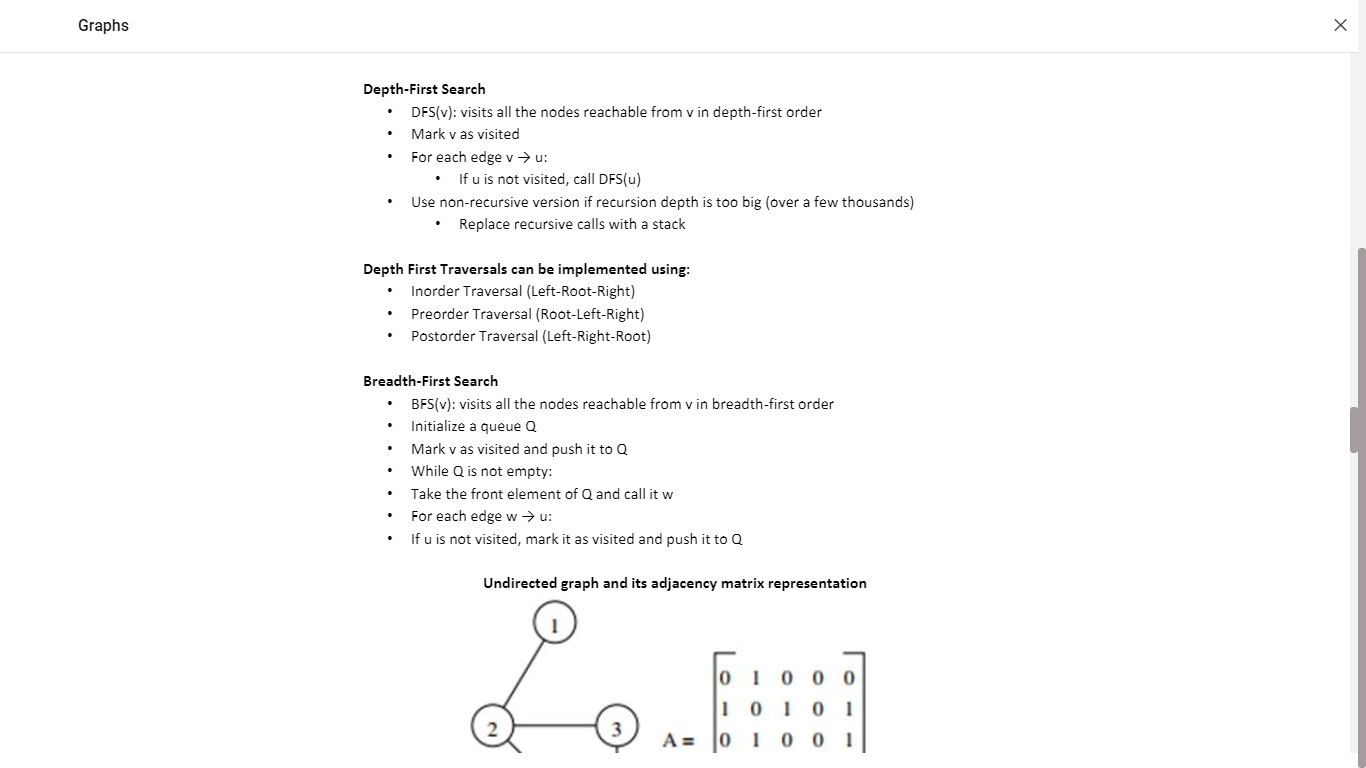 Graphs
Depth-First Search
• DFS(v): visits all the nodes reachable from v in depth-first order
• Mark v as visited
• For each edge v → u:
• If u is not visited, call DFS(u)
• Use non-recursive version if recursion depth is too big (over a few thousands)
• Replace recursive calls with a stack
Depth First Traversals can be implemented using:
• Inorder Traversal (Left-Root-Right)
• Preorder Traversal (Root-Left-Right)
• Postorder Traversal (Left-Right-Root)
Breadth-First Search
• BFS(v): visits all the nodes reachable from v in breadth-first order
• Initialize a queue Q
• Mark v as visited and push it to Q
• While Q is not empty:
• Take the front element of Q and call it w
• For each edge w → u:
• If u is not visited, mark it as visited and push it to Q
Undirected graph and its adjacency matrix representation
1
2
3
A =
0 1 0 0 0
1 0 1 0 1
0 1 0 0 1